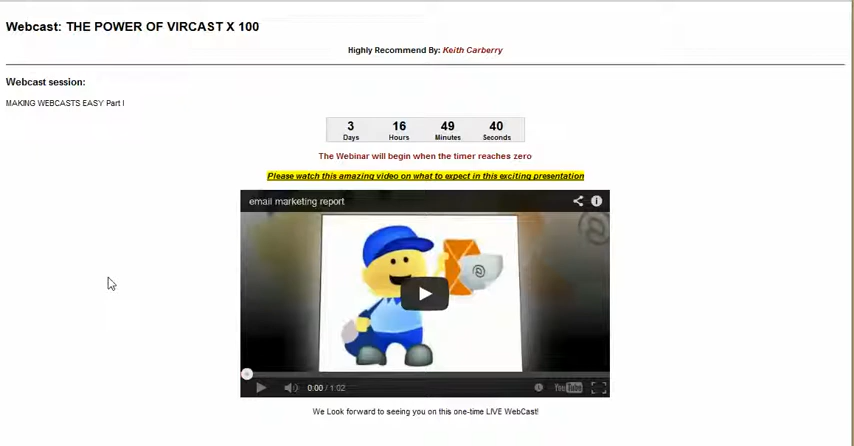 Webcast: THE POWER OF VIRCAST X 100
Highly Recommend By: Keith Carberry
Webcast session:
MAKING WEBCASTS EASY Part I
3 16 49 40
Days Hours Minutes Seconds
The Webinar will begin when the timer reaches zero
Please watch this amazing video on what to expect in this exciting presentation
email marketing report
@
@
0:00 / 1:02 YouTube
We Look forward to seeing you on this one-time LIVE WebCast!